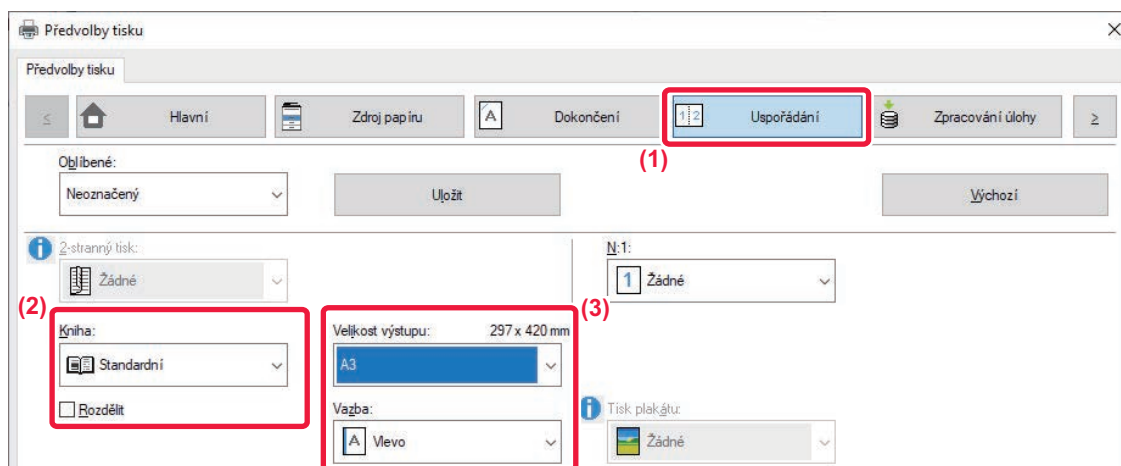 Předvolby tisku
Předvolby tisku
≤ Hlavní Zdroj papíru A Dokončení 1 2 Uspořádání Zpracování úlohy ≥
(1)
Oblíbené:
Neoznačený Uložit Výchozí
2-stranný tisk: N:1:
Žádné 1 Žádné
(2) (3)
Kniha: Velikost výstupu: 297 x 420 mm
Standardní A3
Rozdělit Vazba: Tisk plakátu:
A Vlevo Žádné